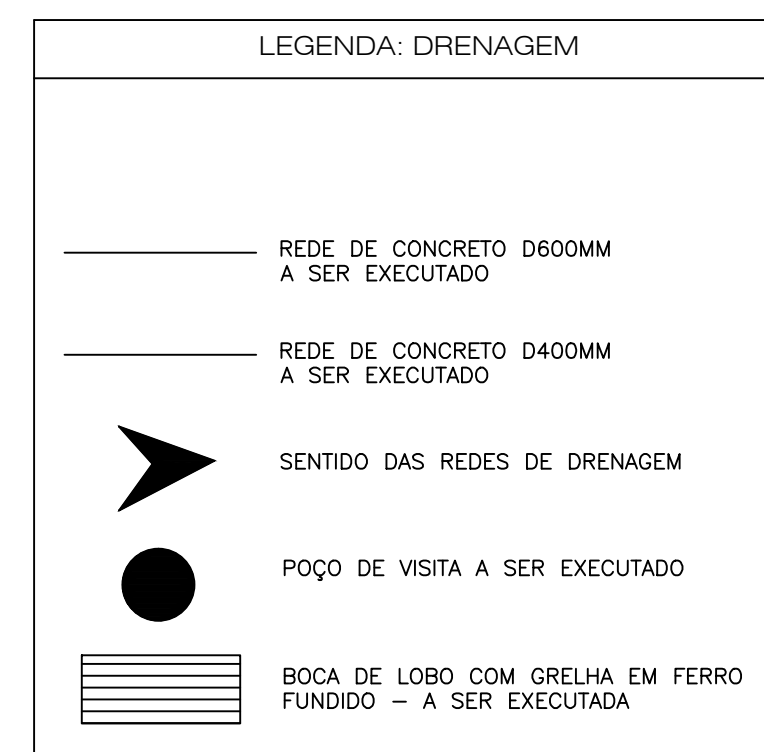 LEGENDA: DRENAGEM
REDE DE CONCRETO D600MM
A SER EXECUTADO
REDE DE CONCRETO D400MM
A SER EXECUTADO
SENTIDO DAS REDES DE DRENAGEM
POÇO DE VISITA A SER EXECUTADO
BOCA DE LOBO COM GRELHA EM FERRO
FUNDIDO – A SER EXECUTADA